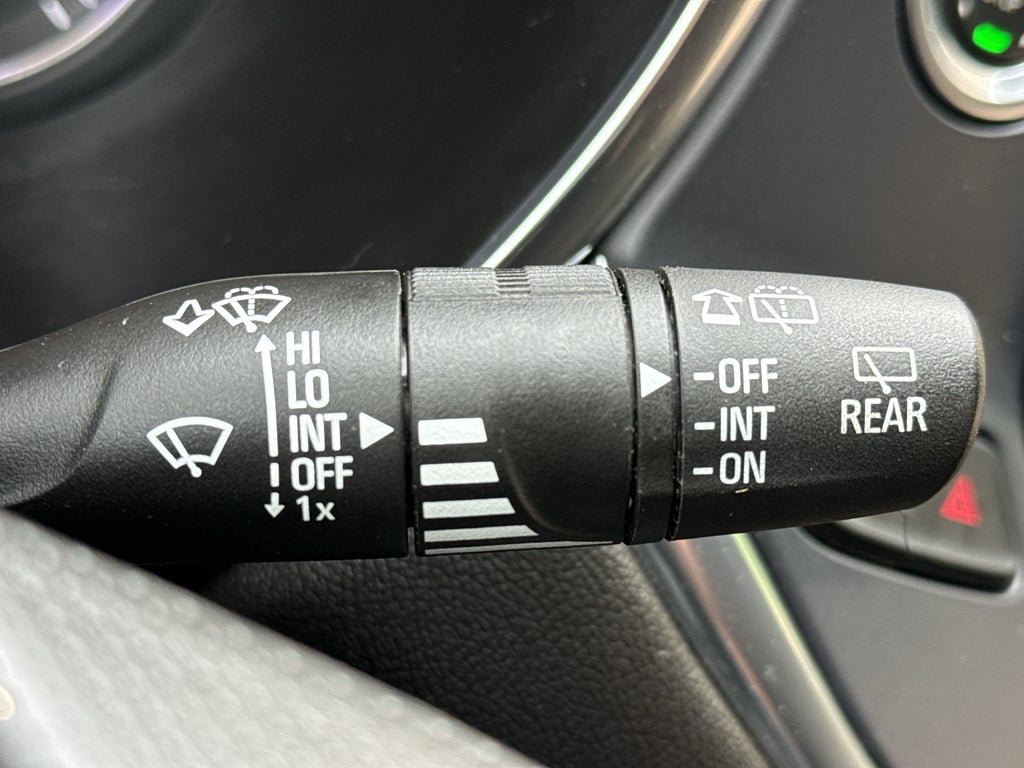 HI
LO
INT
OFF
1x
-OFF
-INT
-ON
REAR